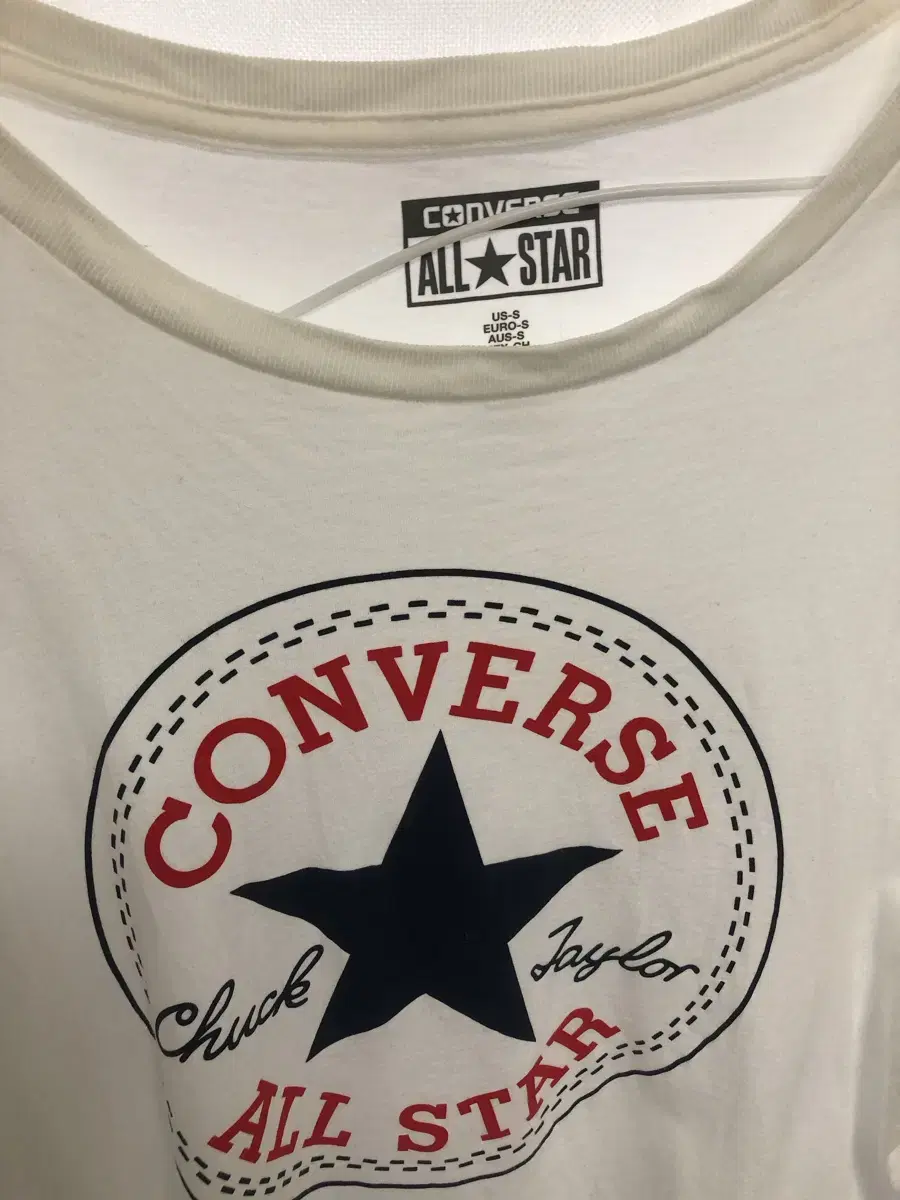 CONVERSE
ALL★STAR
US-S
EURO-S
AUS-S
CONVERSE
Chuck Taylor
ALL STAR